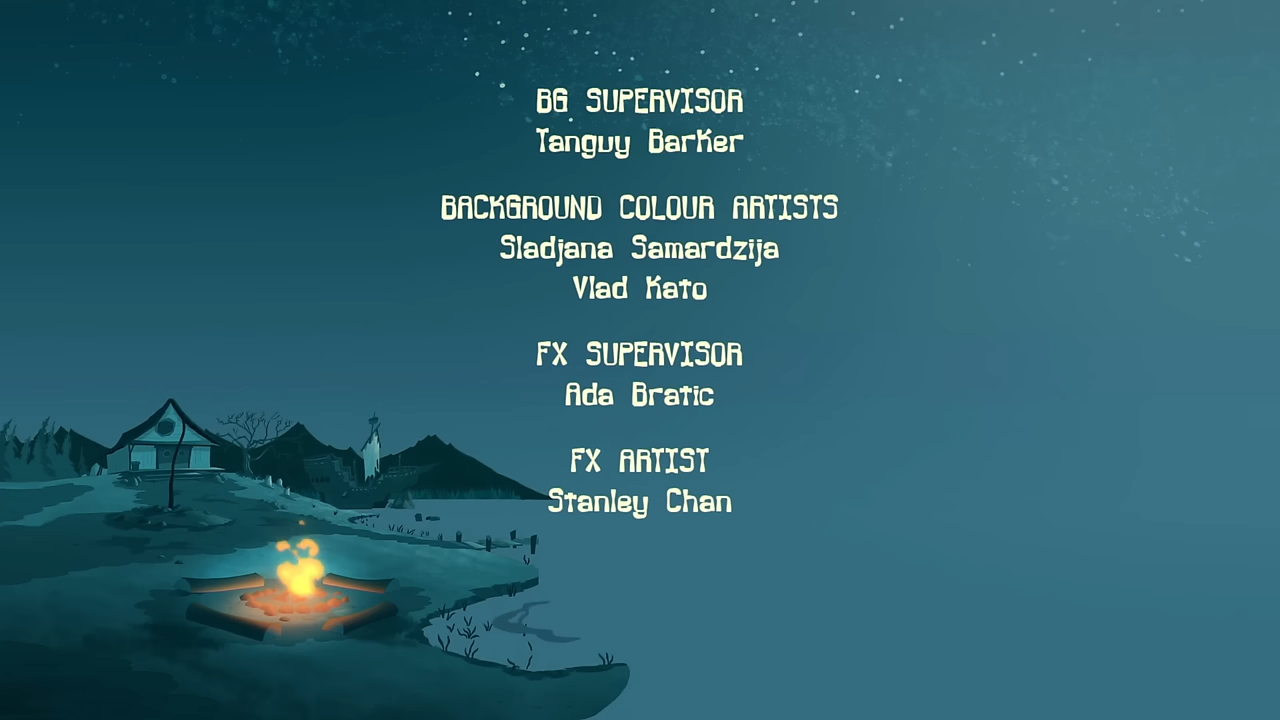 BG SUPERVISOR
Tanguy Barker
BACKGROUND COLOUR ARTISTS
Sladjana Samardzija
Vlad Kato
FX SUPERVISOR
Ada Bratic
FX ARTIST
Stanley Chan